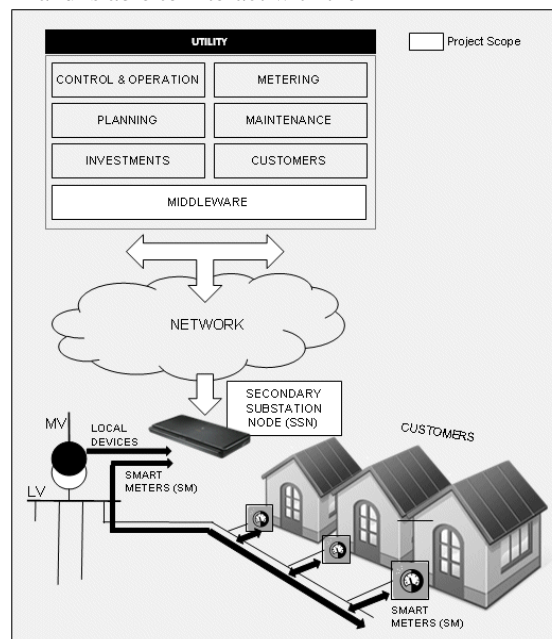 UTILITY
Project Scope
CONTROL & OPERATION
METERING
PLANNING
MAINTENANCE
INVESTMENTS
CUSTOMERS
MIDDLEWARE
NETWORK
SECONDARY
SUBSTATION
NODE (SSN)
CUSTOMERS
MV
LOCAL
DEVICES
SMART
METERS (SM)
LV
SMART
METERS (SM)